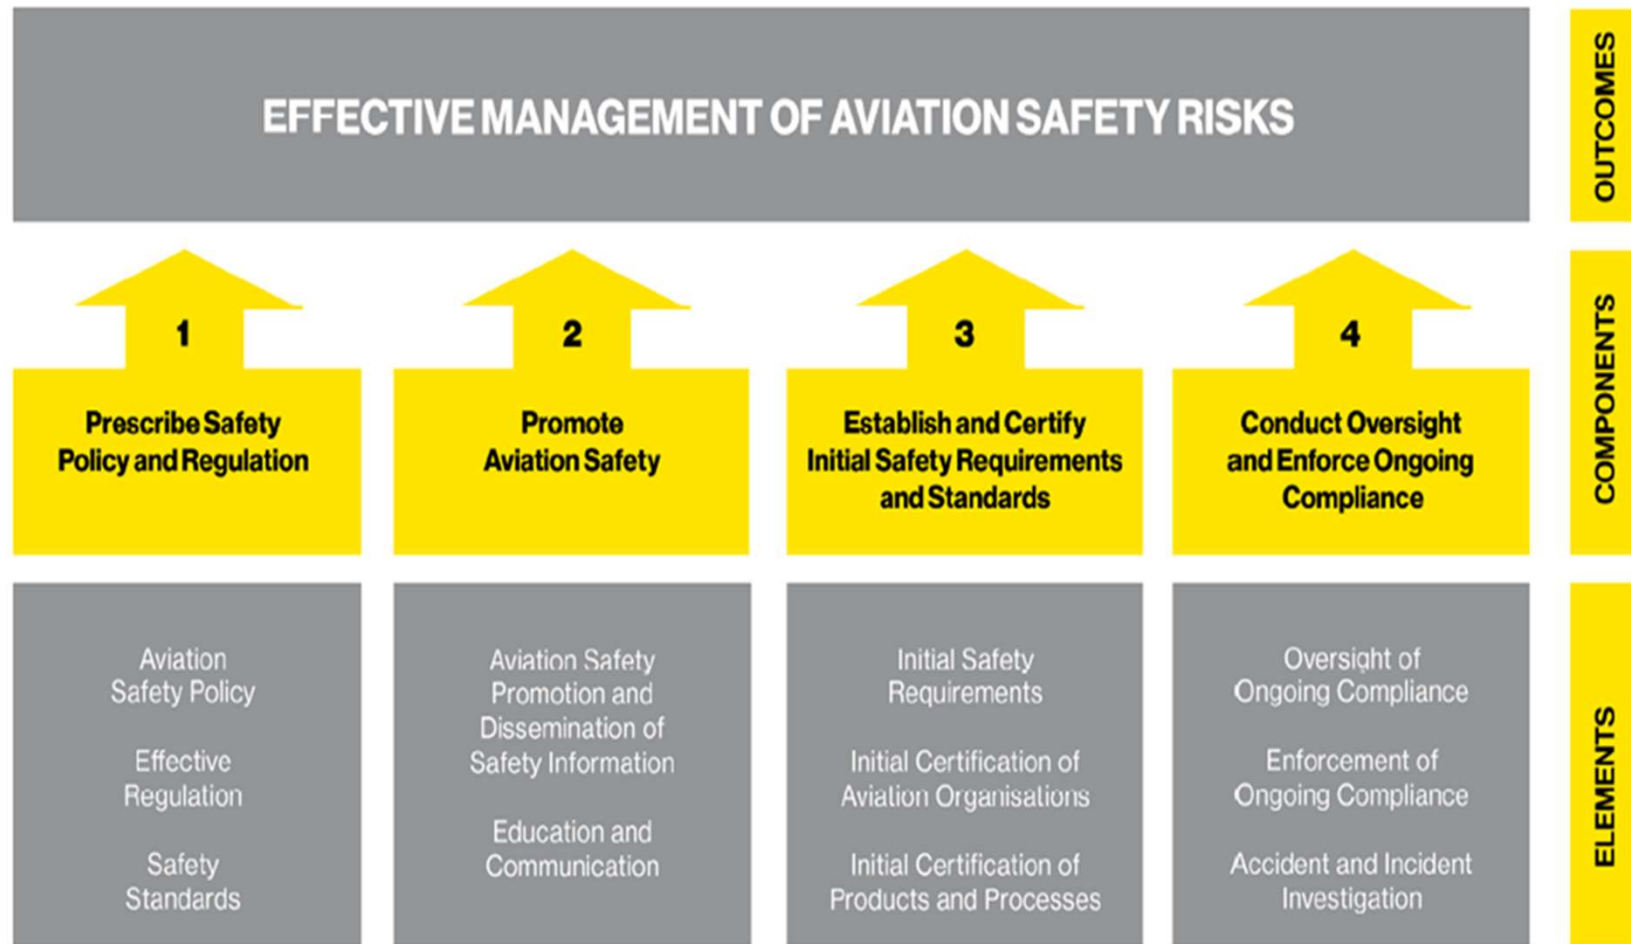 EFFECTIVE MANAGEMENT OF AVIATION SAFETY RISKS
OUTCOMES
1
Prescribe Safety
Policy and Regulation
2
Promote
Aviation Safety
3
Establish and Certify
Initial Safety Requirements
and Standards
4
Conduct Oversight
and Enforce Ongoing
Compliance
COMPONENTS
Aviation
Safety Policy
Effective
Regulation
Safety
Standards
Aviation Safety
Promotion and
Dissemination of
Safety Information
Education and
Communication
Initial Safety
Requirements
Initial Certification of
Aviation Organisations
Initial Certification of
Products and Processes
Oversight of
Ongoing Compliance
Enforcement of
Ongoing Compliance
Accident and Incident
Investigation
ELEMENTS